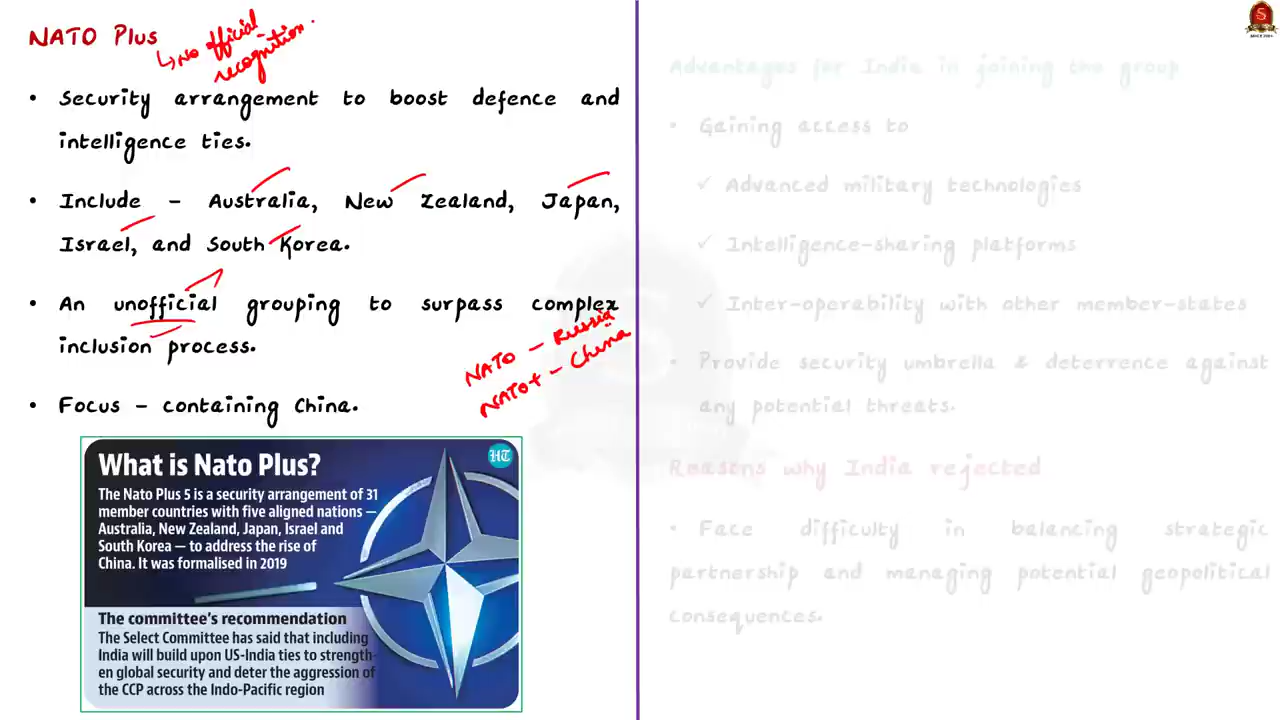 NATO Plus
↳ No official
recognition.
• Security arrangement to boost defence and
intelligence ties.
• Include - Australia, New Zealand, Japan,
Israel, and South Korea.
• An unofficial grouping to surpass complex
inclusion process.
NATO - Russia
NATO+ - China
• Focus - containing China.
HT
What is Nato Plus?
The Nato Plus 5 is a security arrangement of 31
member countries with five aligned nations —
Australia, New Zealand, Japan, Israel and
South Korea — to address the rise of
China. It was formalised in 2019
The committee's recommendation
The Select Committee has said that including
India will build upon US-India ties to strength-
en global security and deter the aggression of
the CCP across the Indo-Pacific region
Advantages for India in joining the group
• Gaining access to
✓ Advanced military technologies
✓ Intelligence-sharing platforms
✓ Inter-operability with other member-states
• Provide security umbrella & deterrence against
any potential threats.
Reasons why India rejected
• Face difficulty in balancing strategic
partnership and managing potential geopolitical
consequences.